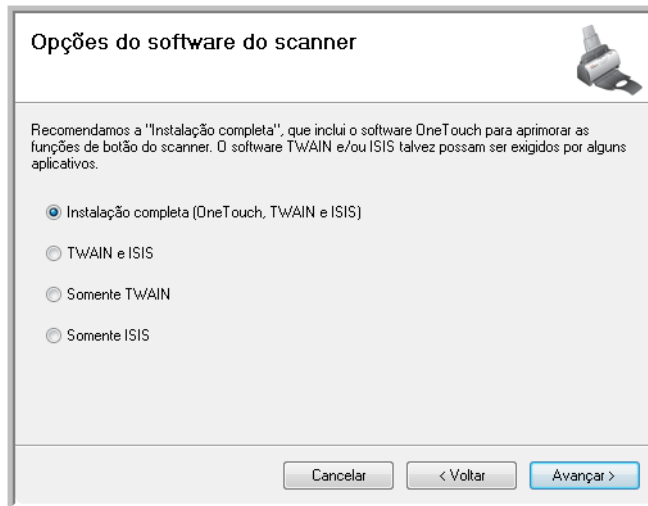 Opções do software do scanner
Recomendamos a "Instalação completa", que inclui o software OneTouch para aprimorar as
funções de botão do scanner. O software TWAIN e/ou ISIS talvez possam ser exigidos por alguns
aplicativos.
Instalação completa (OneTouch, TWAIN e ISIS)
TWAIN e ISIS
Somente TWAIN
Somente ISIS
Cancelar
< Voltar
Avançar >